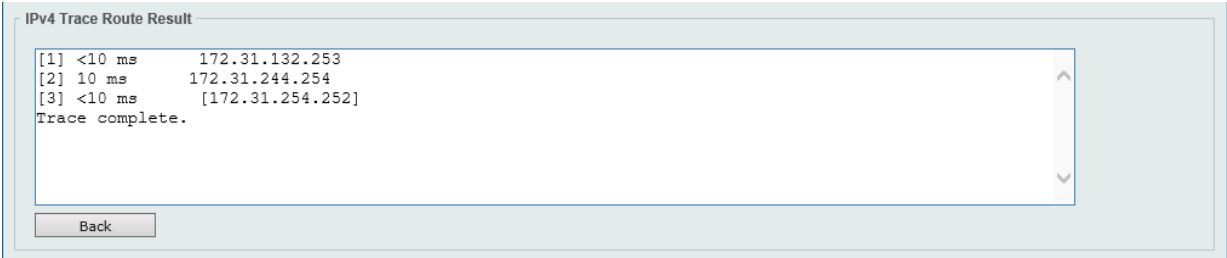 IPv4 Trace Route Result
[1] <10 ms 172.31.132.253
[2] 10 ms 172.31.244.254
[3] <10 ms [172.31.254.252]
Trace complete.
Back